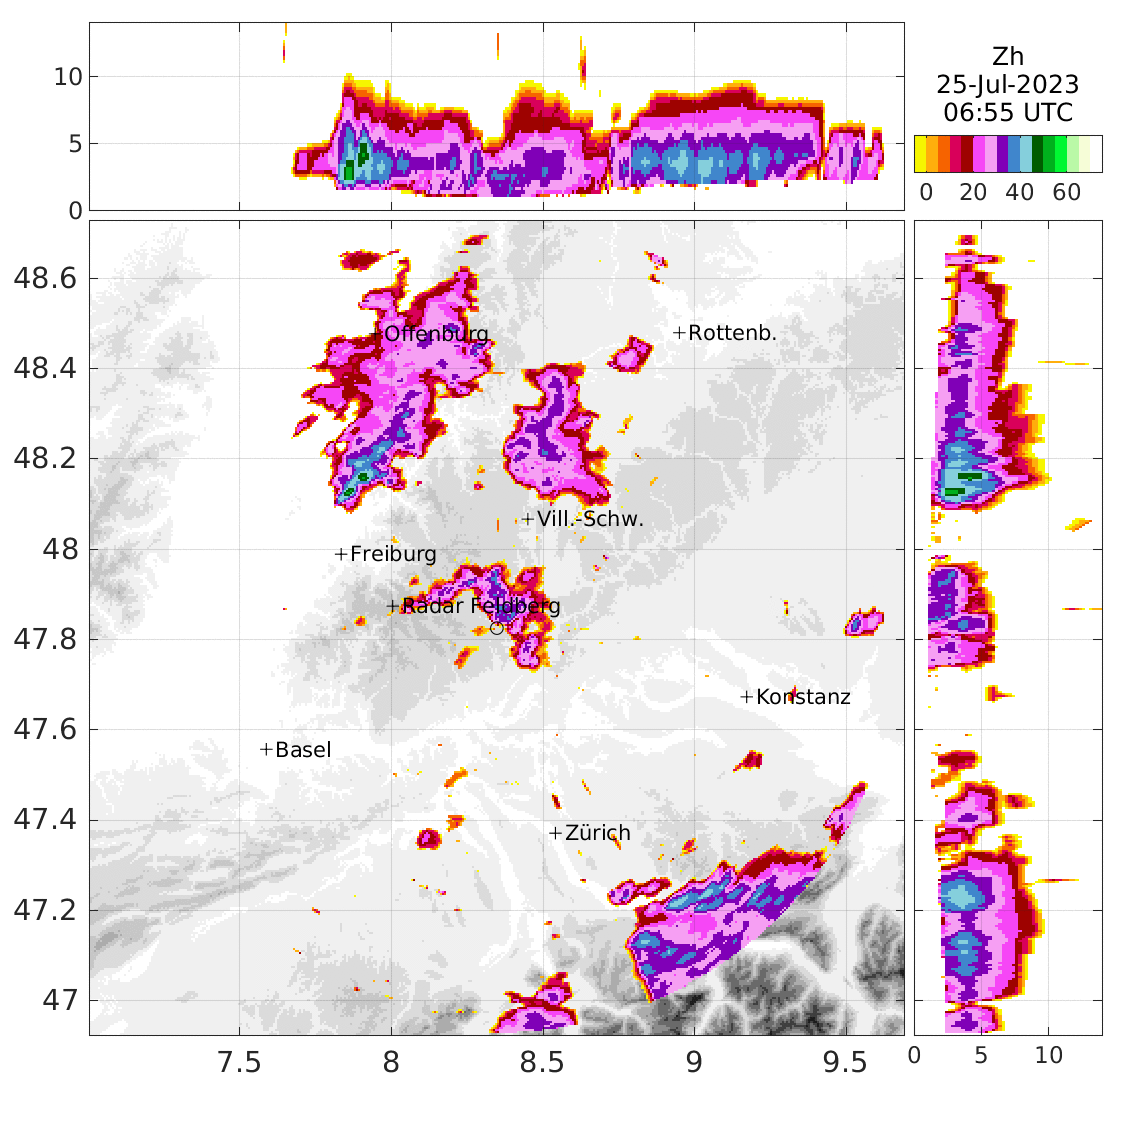 10
5
0
Zh
25-Jul-2023
06:55 UTC
0 20 40 60
48.6
48.4
48.2
48
47.8
47.6
47.4
47.2
47
+Offenburg
+Rottenb.
+Vill.-Schw.
+Freiburg
+Radar Feldberg
+Konstanz
+Basel
+Zürich
7.5 8 8.5 9 9.5
0 5 10